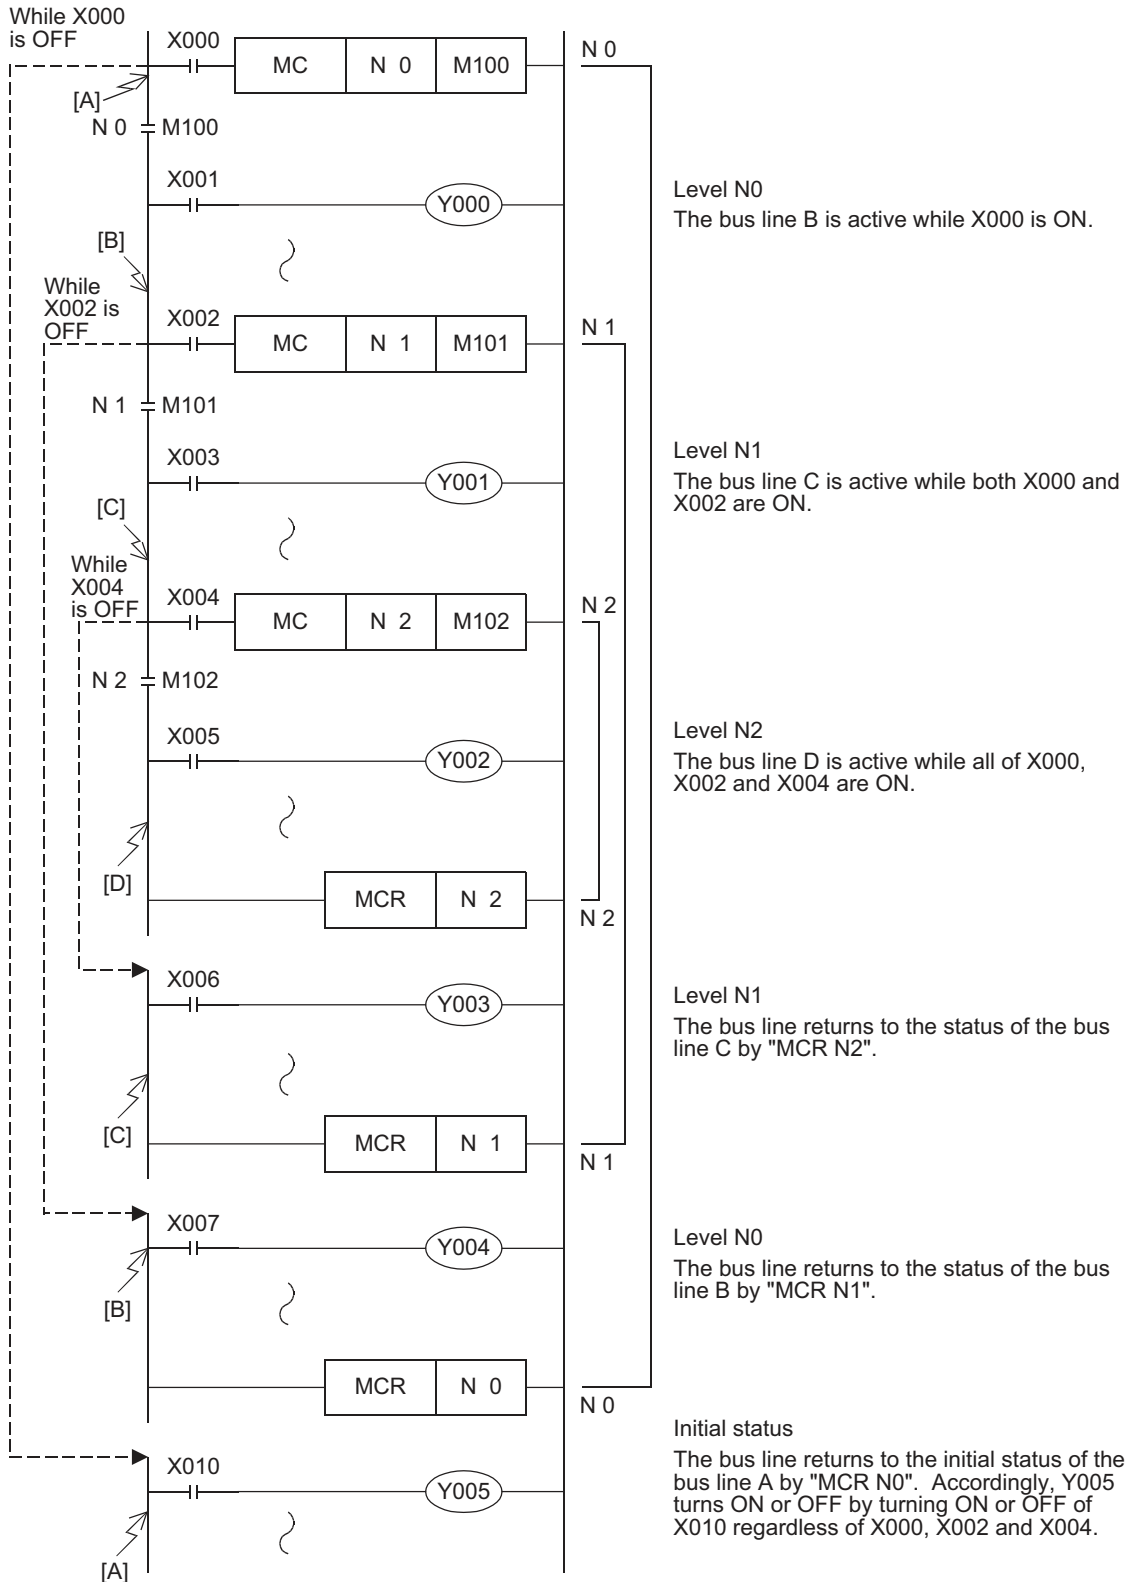 While X000
is OFF
X000
MC N 0 M100
N 0
[A]
N 0 M100
X001
Y000
Level N0
The bus line B is active while X000 is ON.
[B]
While
X002 is
OFF
X002
MC N 1 M101
N 1
N 1 M101
X003
Y001
Level N1
The bus line C is active while both X000 and
X002 are ON.
[C]
While
X004
is OFF
X004
MC N 2 M102
N 2
N 2 M102
X005
Y002
Level N2
The bus line D is active while all of X000,
X002 and X004 are ON.
[D]
MCR N 2
N 2
X006
Y003
Level N1
The bus line returns to the status of the bus
line C by "MCR N2".
[C]
MCR N 1
N 1
X007
Y004
Level N0
The bus line returns to the status of the bus
line B by "MCR N1".
[B]
MCR N 0
N 0
Initial status
The bus line returns to the initial status of the
bus line A by "MCR N0". Accordingly, Y005
turns ON or OFF by turning ON or OFF of
X010 regardless of X000, X002 and X004.
X010
Y005
[A]